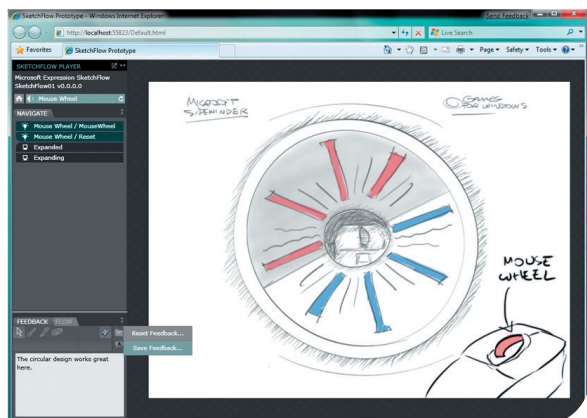 SketchFlow Prototype - Windows Internet Explorer
Send Feedback
http://localhost:55823/Default.html
Live Search
Favorites
SketchFlow Prototype
Page
Safety
Tools
SKETCHFLOW PLAYER
Microsoft Expression SketchFlow
SketchFlow01 v0.0.0.0
Mouse Wheel
NAVIGATE
Mouse Wheel / MouseWheel
Mouse Wheel / Reset
Expanded
Expanding
MICROSOFT
SIDEWINDER
GAMES
FOR WINDOWS
MOUSE
WHEEL
FEEDBACK
FLOW
Reset Feedback...
Save Feedback...
The circular design works great
here.